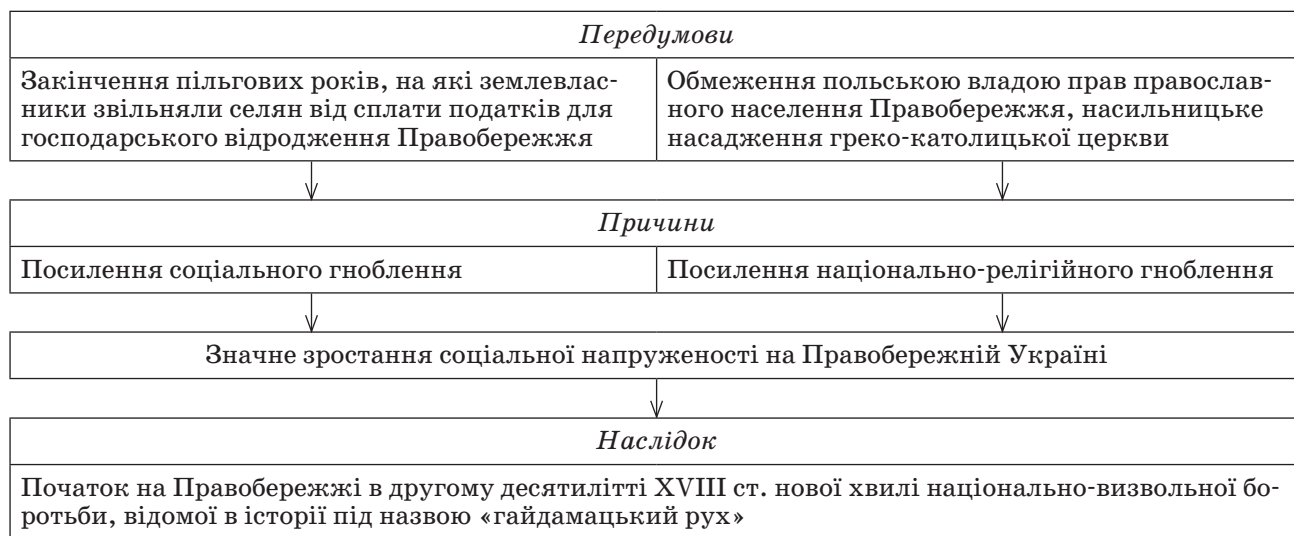 Передумови
Закінчення пільгових років, на які землевлас-
ники звільняли селян від сплати податків для
господарського відродження Правобережжя
Обмеження польською владою прав православ-
ного населення Правобережжя, насильницьке
насадження греко-католицької церкви
Причини
Посилення соціального гноблення
Посилення національно-релігійного гноблення
Значне зростання соціальної напруженості на Правобережній Україні
Наслідок
Початок на Правобережжі в другому десятилітті XVIII ст. нової хвилі національно-визвольної бо-
ротьби, відомої в історії під назвою «гайдамацький рух»